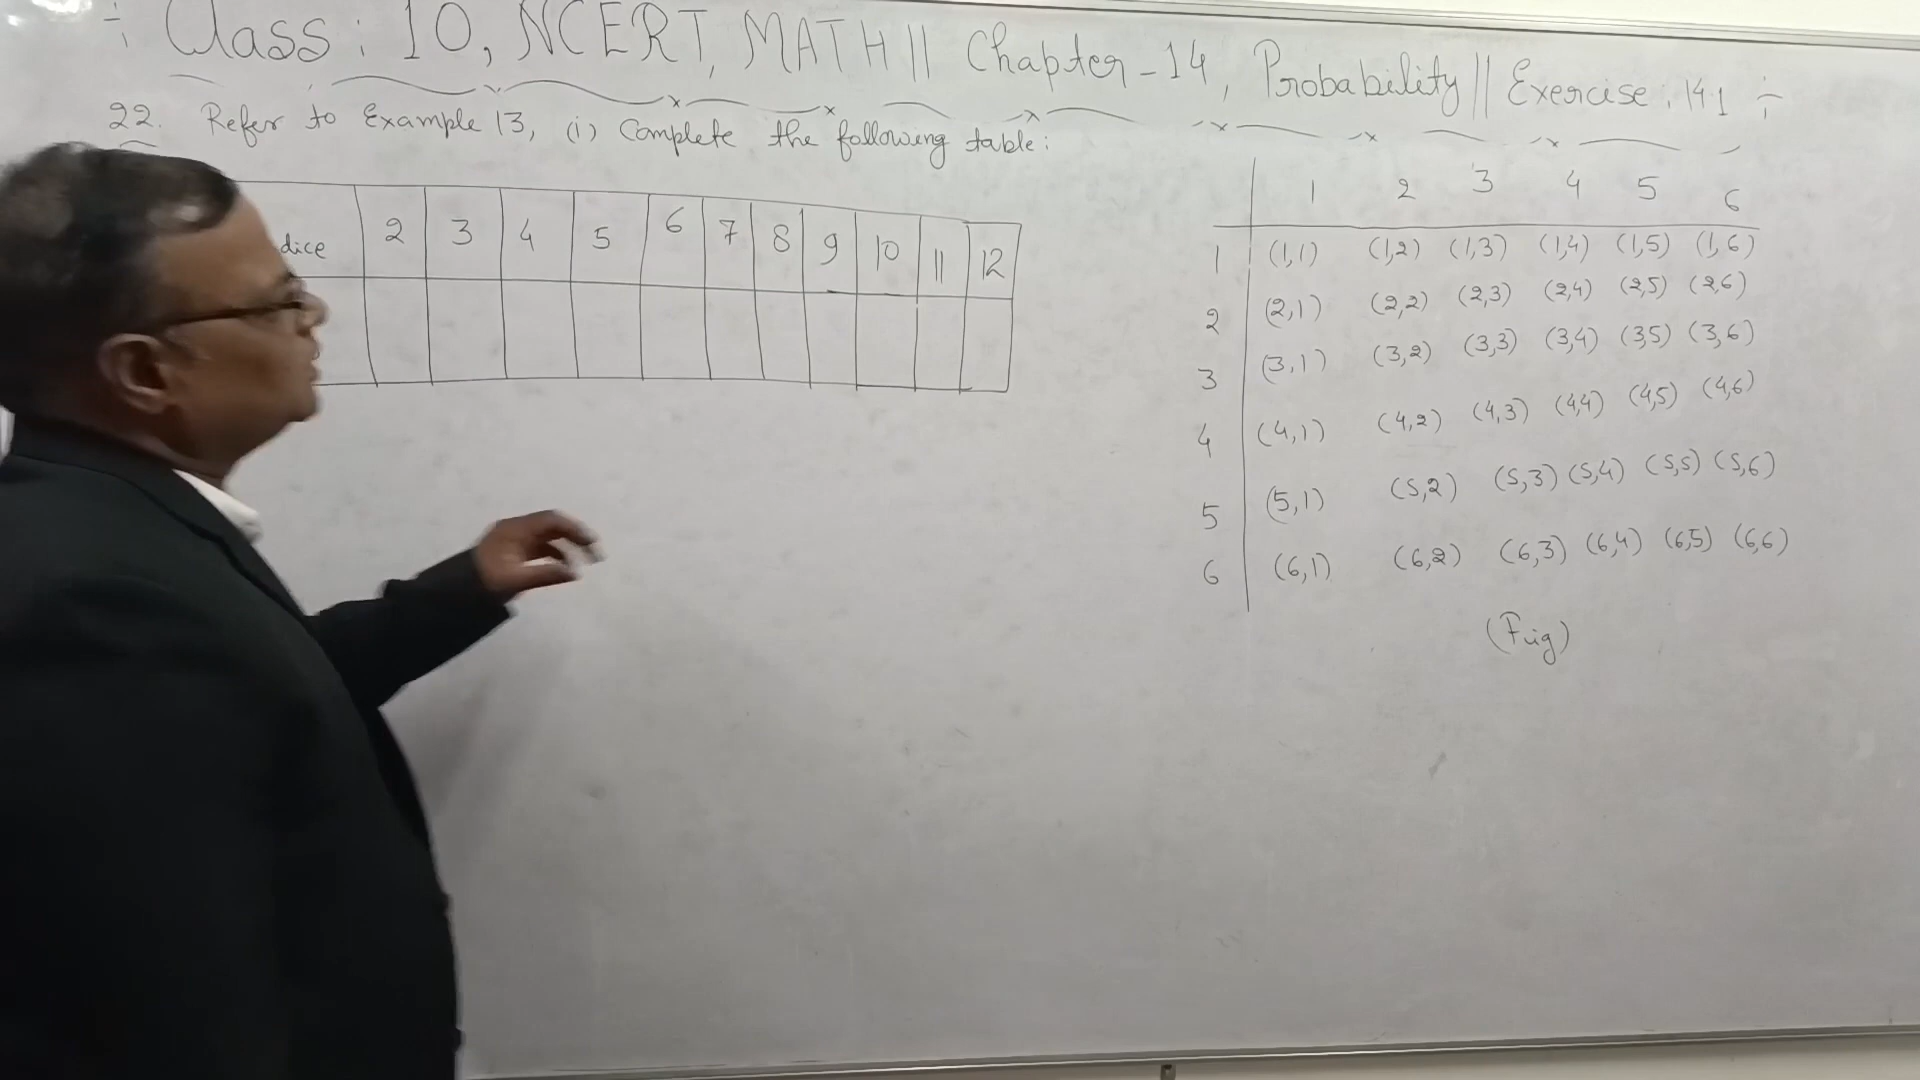 ÷ Class: 10, NCERT, MATH || Chapter-14, Probability || Exercise: 14.1 ÷
22. Refer to Example 13, (i) Complete the following table:
dice 2 3 4 5 6 7 8 9 10 11 12
1 2 3 4 5 6
1 (1,1) (1,2) (1,3) (1,4) (1,5) (1,6)
2 (2,1) (2,2) (2,3) (2,4) (2,5) (2,6)
3 (3,1) (3,2) (3,3) (3,4) (3,5) (3,6)
4 (4,1) (4,2) (4,3) (4,4) (4,5) (4,6)
5 (5,1) (5,2) (5,3) (5,4) (5,5) (5,6)
6 (6,1) (6,2) (6,3) (6,4) (6,5) (6,6)
(Fig)